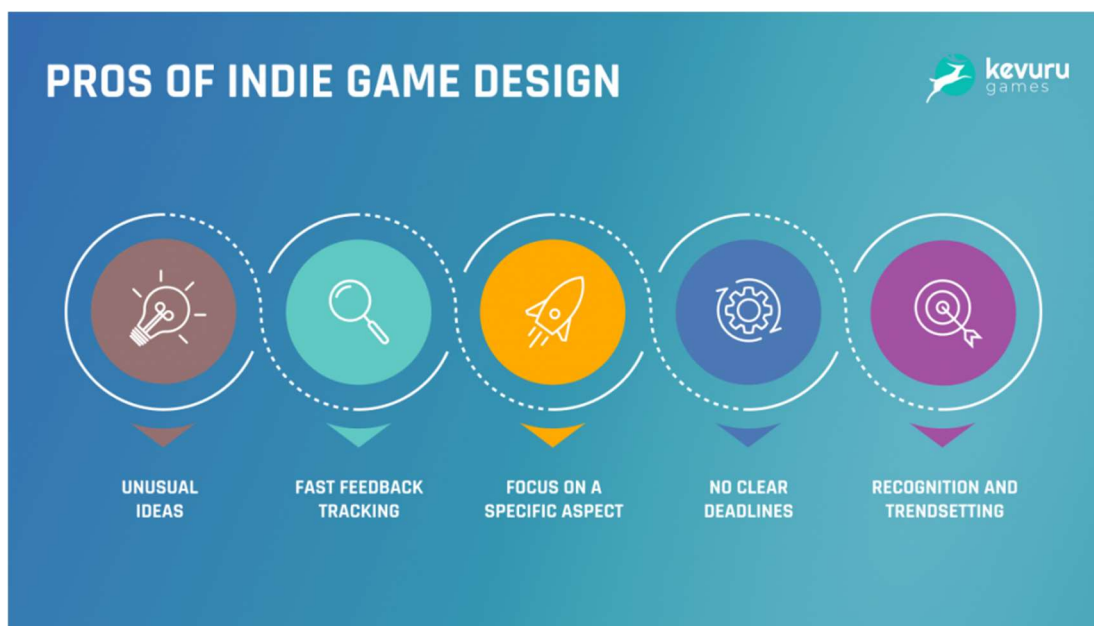 PROS OF INDIE GAME DESIGN
kevuru
games
UNUSUAL
IDEAS
FAST FEEDBACK
TRACKING
FOCUS ON A
SPECIFIC ASPECT
NO CLEAR
DEADLINES
RECOGNITION AND
TRENDSETTING